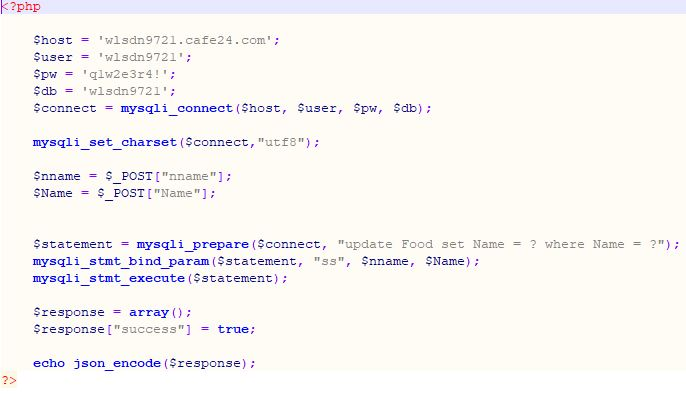 <?php
$host = 'wlsdn9721.cafe24.com';
$user = 'wlsdn9721';
$pw = 'q1w2e3r4!';
$db = 'wlsdn9721';
$connect = mysqli_connect($host, $user, $pw, $db);
mysqli_set_charset($connect,"utf8");
$nname = $_POST["nname"];
$Name = $_POST["Name"];
$statement = mysqli_prepare($connect, "update Food set Name = ? where Name = ?");
mysqli_stmt_bind_param($statement, "ss", $nname, $Name);
mysqli_stmt_execute($statement);
$response = array();
$response["success"] = true;
echo json_encode($response);
?>